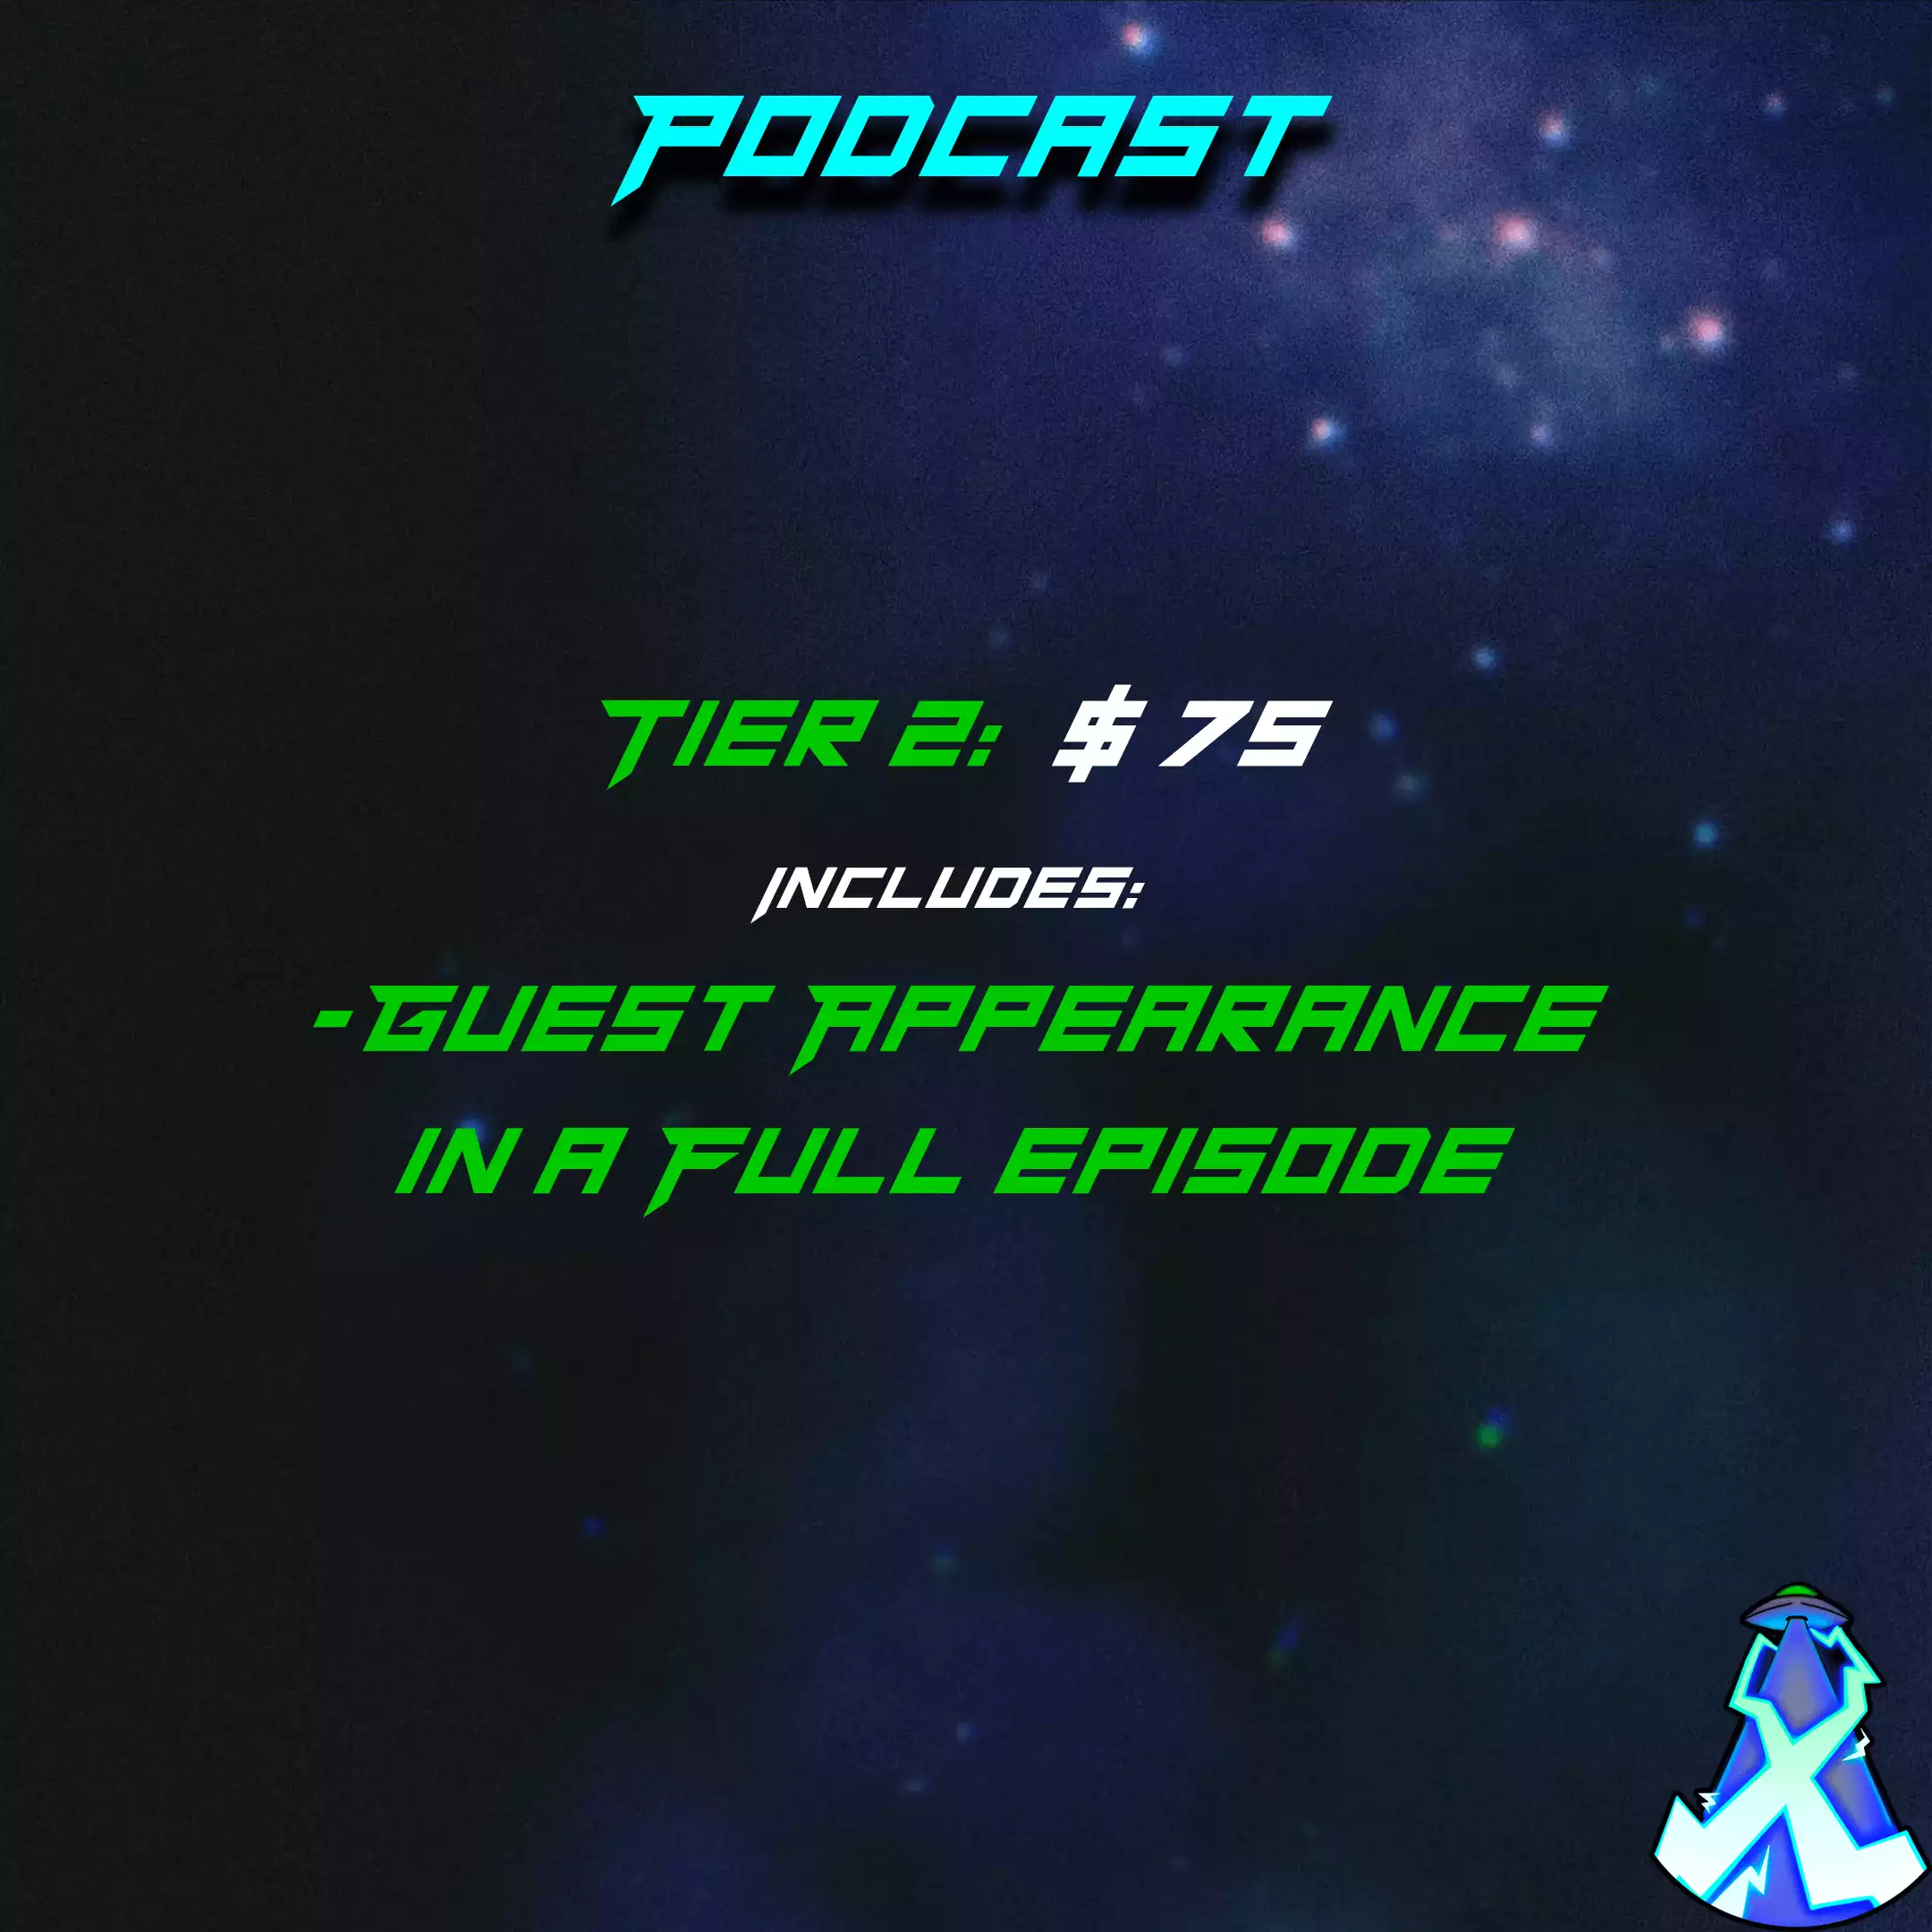 Podcast
Tier 2: $ 75
Includes:
-Guest Appearance
in a Full episode
X